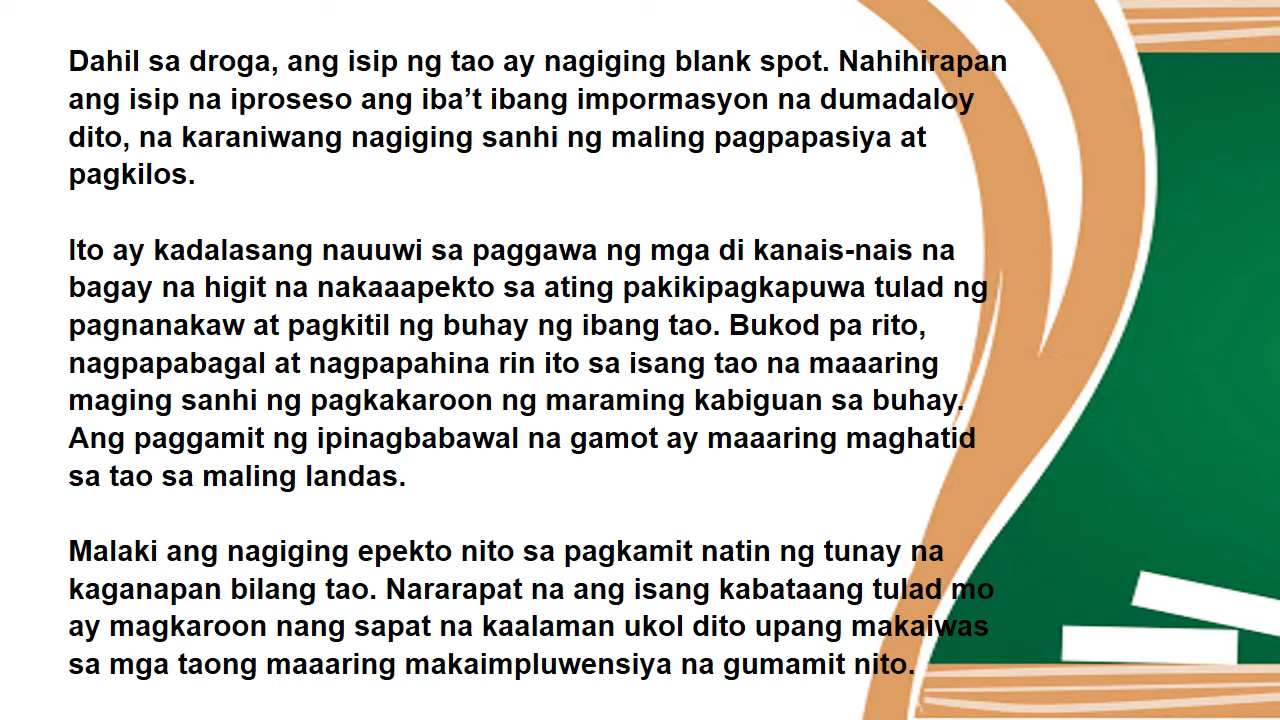 Dahil sa droga, ang isip ng tao ay nagiging blank spot. Nahihirapan
ang isip na iproseso ang iba’t ibang impormasyon na dumadaloy
dito, na karaniwang nagiging sanhi ng maling pagpapasiya at
pagkilos.
Ito ay kadalasang nauuwi sa paggawa ng mga di kanais-nais na
bagay na higit na nakaaapekto sa ating pakikipagkapuwa tulad ng
pagnanakaw at pagkitil ng buhay ng ibang tao. Bukod pa rito,
nagpapabagal at nagpapahina rin ito sa isang tao na maaaring
maging sanhi ng pagkakaroon ng maraming kabiguan sa buhay.
Ang paggamit ng ipinagbabawal na gamot ay maaaring maghatid
sa tao sa maling landas.
Malaki ang nagiging epekto nito sa pagkamit natin ng tunay na
kaganapan bilang tao. Nararapat na ang isang kabataang tulad mo
ay magkaroon nang sapat na kaalaman ukol dito upang makaiwas
sa mga taong maaaring makaimpluwensiya na gumamit nito.